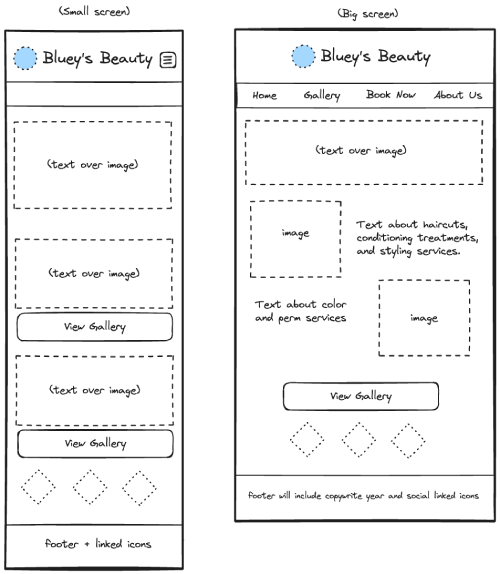 (Small screen)
Bluey's Beauty
(text over image)
(text over image)
View Gallery
(text over image)
View Gallery
footer + linked icons
(Big screen)
Bluey's Beauty
Home Gallery Book Now About Us
(text over image)
image
Text about haircuts,
conditioning treatments,
and styling services.
Text about color
and perm services
image
View Gallery
footer will include copywrite year and social linked icons